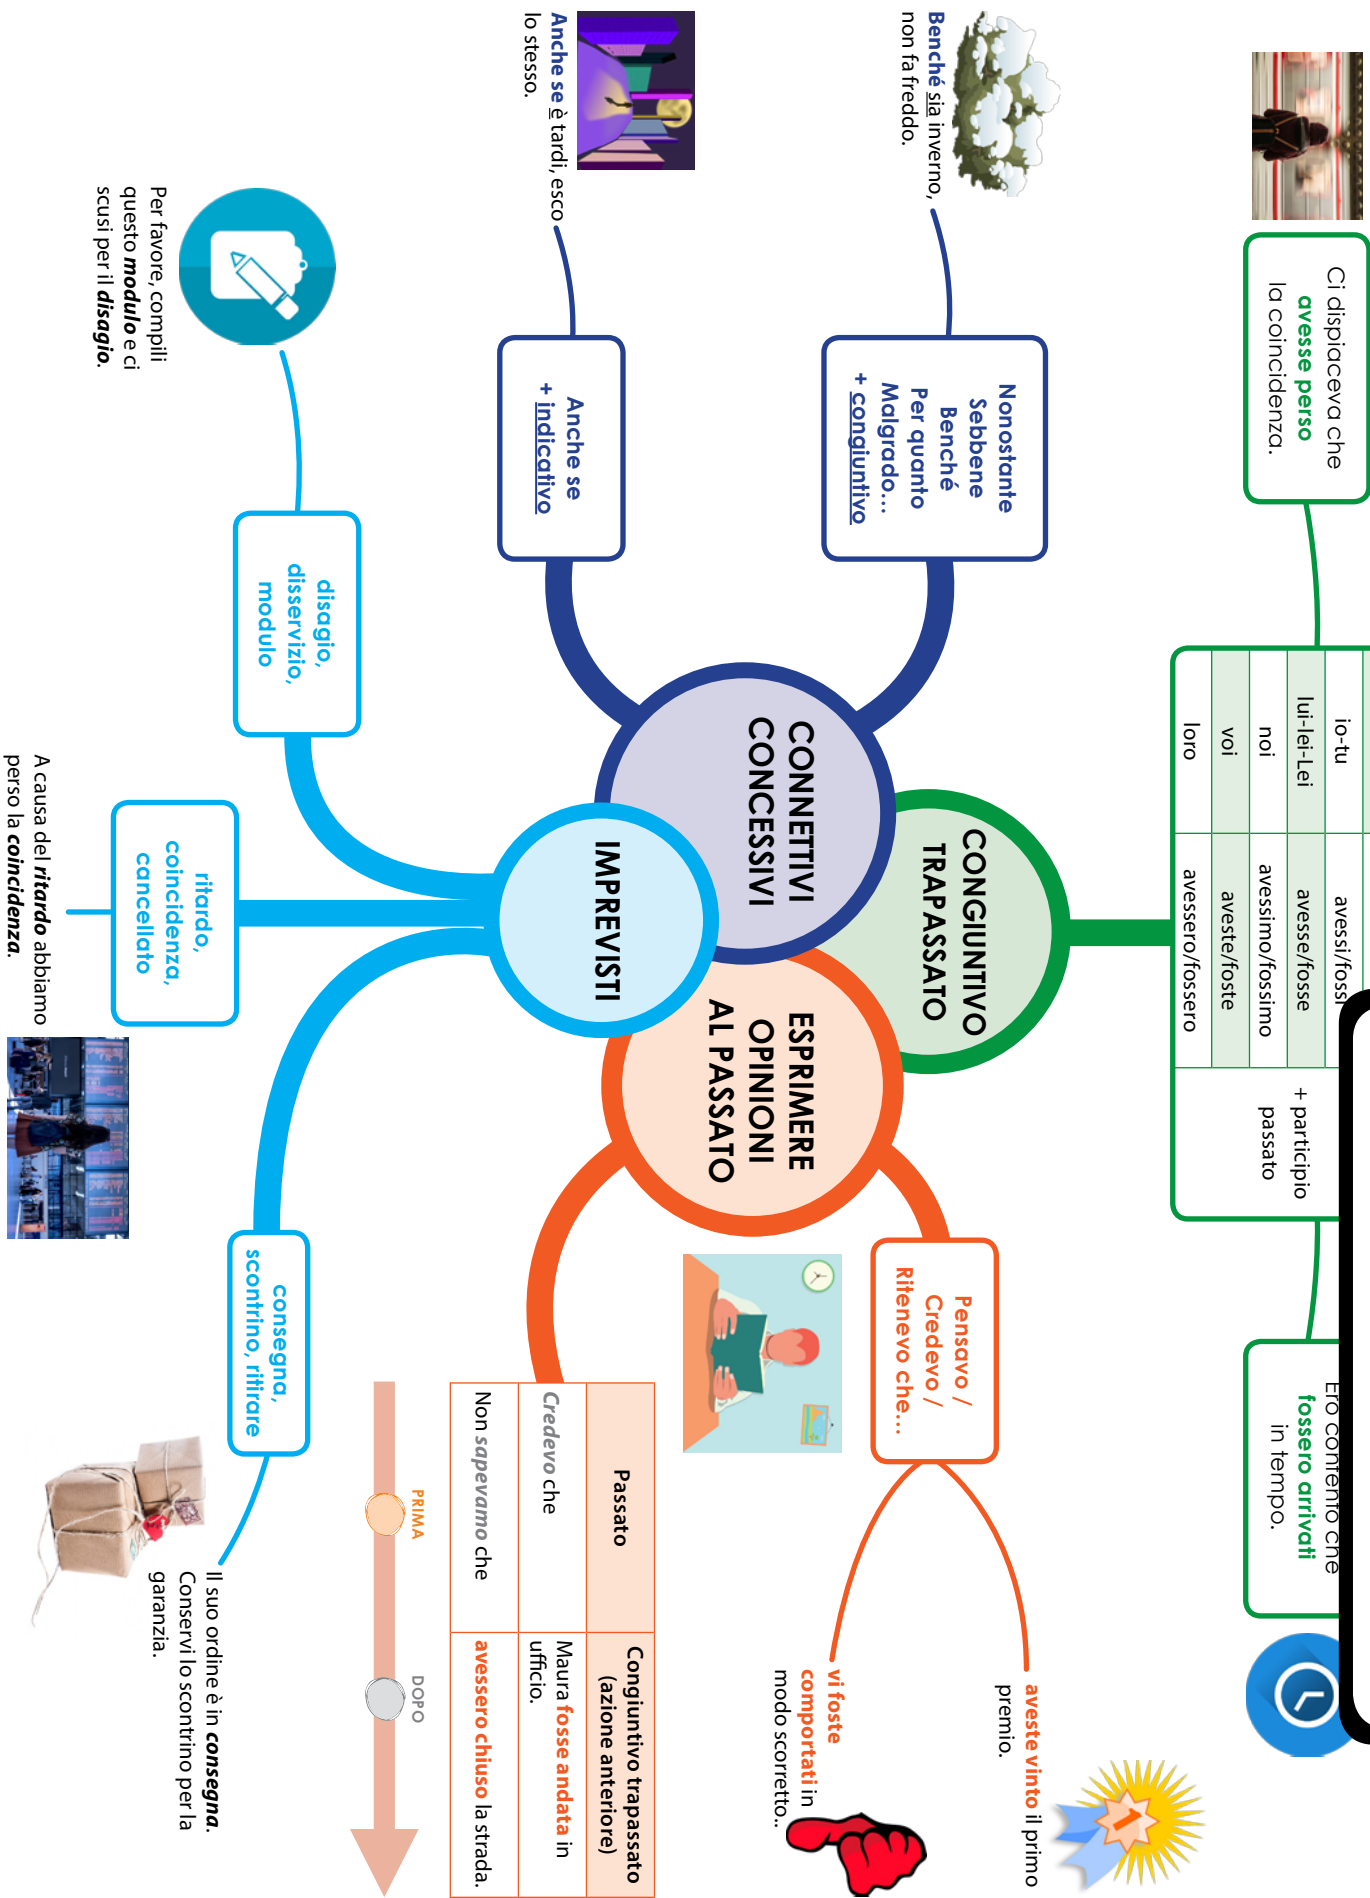 Ci dispiaceva che
avesse perso
la coincidenza.
io-tu
avessi/fossi
lui-lei-Lei
avesse/fosse
noi
avessimo/fossimo
voi
aveste/foste
loro
avessero/fossero
+ participio
passato
Ero contento che
fossero arrivati
in tempo.
CONGIUNTIVO
TRAPASSATO
Benché sia inverno,
non fa freddo.
Nonostante
Sebbene
Benché
Per quanto
Malgrado...
+ congiuntivo
Anche se è tardi, esco
lo stesso.
Anche se
+ indicativo
CONNETTIVI
CONCESSIVI
ESPRIMERE
OPINIONI
AL PASSATO
Pensavo /
Credevo /
Ritenevo che...
aveste vinto il primo
premio.
vi foste
comportati in
modo scorretto..
Passato
Congiuntivo trapassato
(azione anteriore)
Credevo che
Maura fosse andata in
ufficio.
Non sapevamo che
avessero chiuso la strada.
PRIMA
DOPO
IMPREVISTI
Per favore, compili
questo modulo e ci
scusi per il disagio.
disagio,
disservizio,
modulo
ritardo,
coincidenza,
cancellato
A causa del ritardo abbiamo
perso la coincidenza.
consegna,
scontrino, ritirare
Il suo ordine è in consegna.
Conservi lo scontrino per la
garanzia.
1